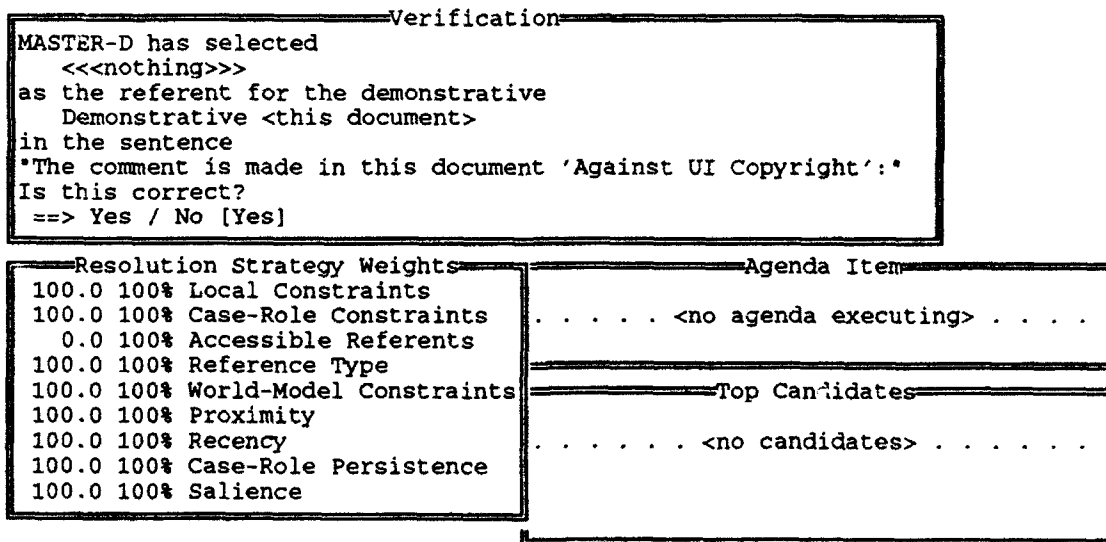 Verification
MASTER-D has selected
<<<nothing>>>
as the referent for the demonstrative
Demonstrative <this document>
in the sentence
"The comment is made in this document 'Against UI Copyright':"
Is this correct?
==> Yes / No [Yes]
Resolution Strategy Weights
100.0 100% Local Constraints
100.0 100% Case-Role Constraints
0.0 100% Accessible Referents
100.0 100% Reference Type
100.0 100% World-Model Constraints
100.0 100% Proximity
100.0 100% Recency
100.0 100% Case-Role Persistence
100.0 100% Salience
Agenda Item
. . . . . <no agenda executing> . . . .
Top Candidates
. . . . . . <no candidates> . . . . . .